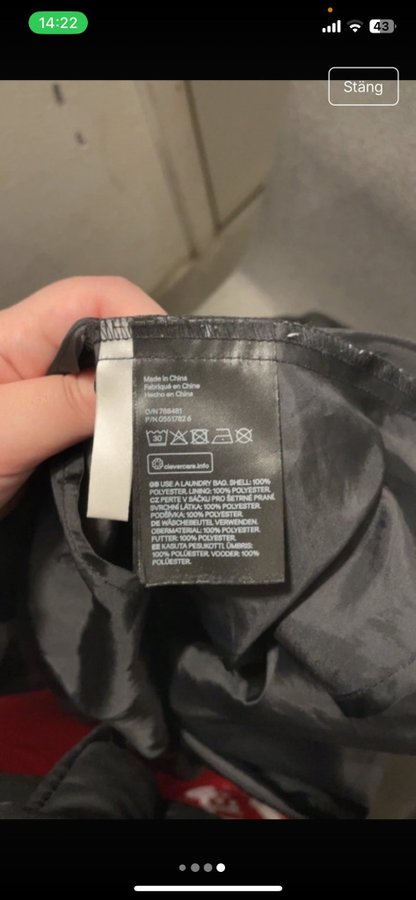 14:22
43
Stäng
Made in China
Fabriqué en Chine
Hecho en China
O/N 788481
P/N 0551782 6
30
clevercare.info
GB USE A LAUNDRY BAG. SHELL: 100%
POLYESTER. LINING: 100% POLYESTER.
CZ PERTE V SÁČKU PRO ŠETRNÉ PRANÍ.
SVRCHNÍ LÁTKA: 100% POLYESTER.
PODŠÍVKA: 100% POLYESTER.
DE WÄSCHEBEUTEL VERWENDEN.
OBERMATERIAL: 100% POLYESTER.
FUTTER: 100% POLYESTER.
EE KASUTA PESUKOTTI. ÜMBRIS:
100% POLÜESTER. VOODER: 100%
POLÜESTER.